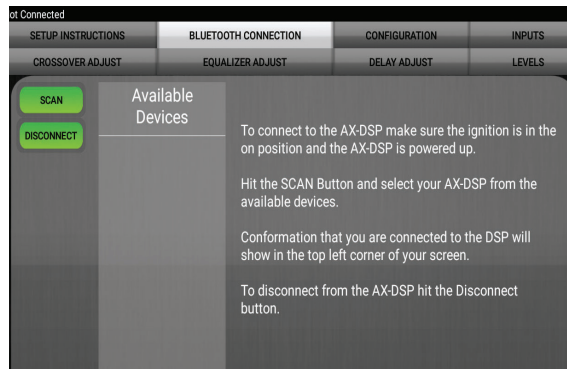 ot Connected
SETUP INSTRUCTIONS BLUETOOTH CONNECTION CONFIGURATION INPUTS
CROSSOVER ADJUST EQUALIZER ADJUST DELAY ADJUST LEVELS
SCAN
DISCONNECT
Available
Devices
To connect to the AX-DSP make sure the ignition is in the
on position and the AX-DSP is powered up.
Hit the SCAN Button and select your AX-DSP from the
available devices.
Conformation that you are connected to the DSP will
show in the top left corner of your screen.
To disconnect from the AX-DSP hit the Disconnect
button.